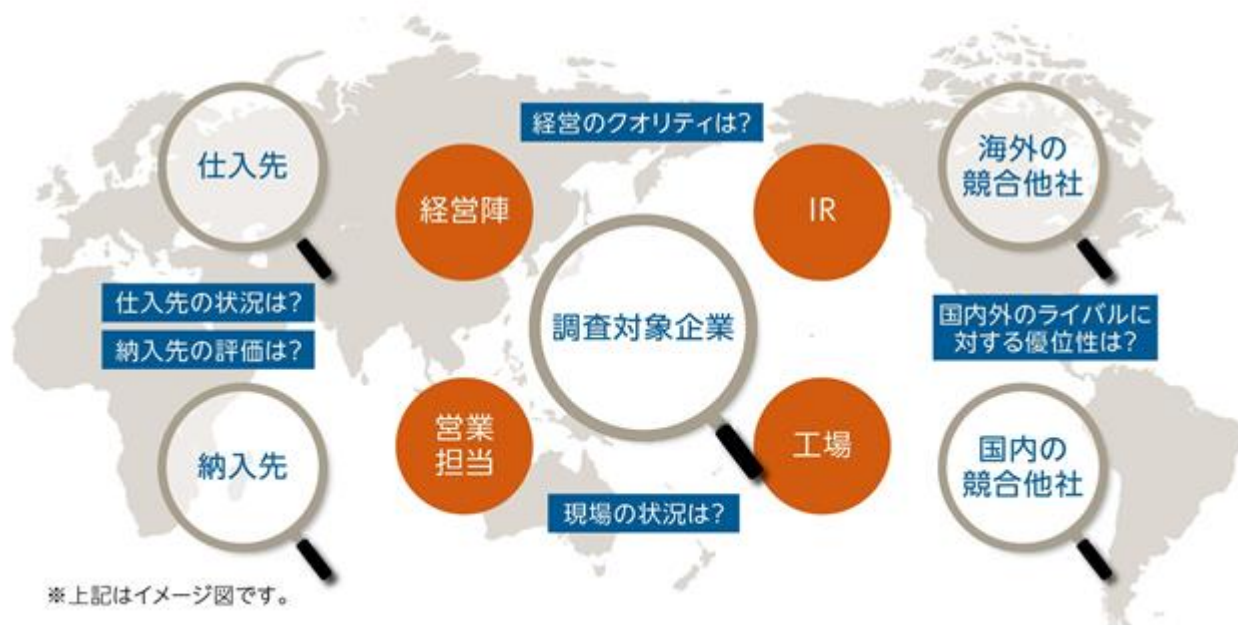 経営のクオリティは?
仕入先
経営陣
IR
海外の
競合他社
調査対象企業
仕入先の状況は?
納入先の評価は?
国内外のライバルに
対する優位性は?
納入先
営業
担当
工場
国内の
競合他社
現場の状況は?
※上記はイメージ図です。